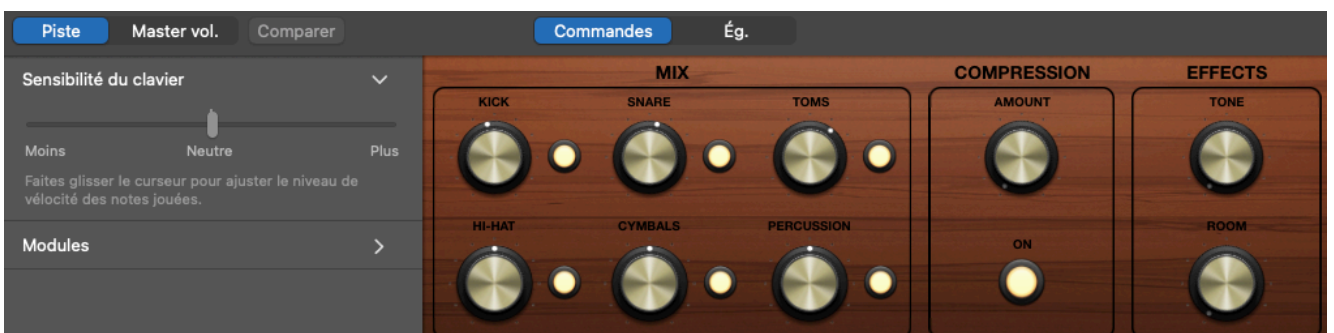 Piste Master vol. Comparer Commandes Ég.
Sensibilité du clavier
Moins Neutre Plus
Faites glisser le curseur pour ajuster le niveau de
vélocité des notes jouées.
Modules
MIX COMPRESSION EFFECTS
KICK SNARE TOMS AMOUNT TONE
HI-HAT CYMBALS PERCUSSION ON ROOM